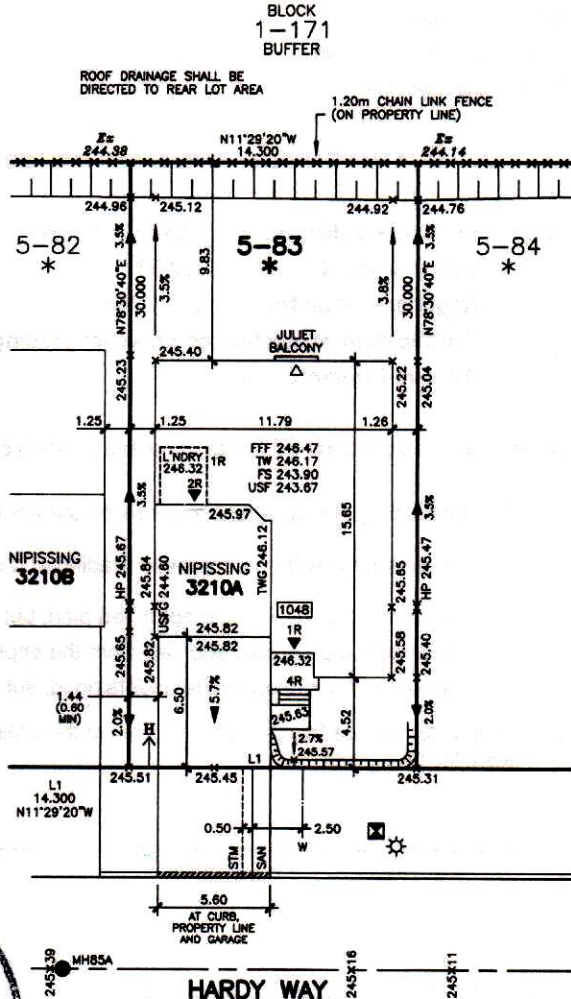 BLOCK
1-171
BUFFER
ROOF DRAINAGE SHALL BE
DIRECTED TO REAR LOT AREA
1.20m CHAIN LINK FENCE
(ON PROPERTY LINE)
Ex
244.38
N11°29'20"W
14.300
Ex
244.14
244.96
245.12
244.92
244.76
5-82
*
5-83
*
5-84
*
3.5%
N78°30'40"E
30.000
3.5%
9.83
3.8%
30.000
N78°30'40"E
3.5%
JULIET
BALCONY
245.40
245.23
245.22
245.04
1.25
1.25
11.79
1.26
L'NDRY
246.32
1R
2R
FFF 246.47
TW 246.17
FS 243.90
USF 243.67
3.5%
245.97
TWG 246.12
15.65
3.5%
NIPISSING
3210B
HP 245.67
245.84
USFG 244.60
NIPISSING
3210A
HP 245.47
245.65
1048
1R
246.32
4R
245.63
245.82
245.82
245.65
245.82
245.58
245.40
1.44
(0.60
MIN)
6.50
5.7%
4.52
2.0%
2.0%
H
2.7%
245.57
L1
245.51
245.45
245.31
L1
14.300
N11°29'20"W
0.50
2.50
STM
SAN
W
5.60
AT CURB,
PROPERTY LINE
AND GARAGE
245x39
MH85A
245x16
245x11
HARDY WAY